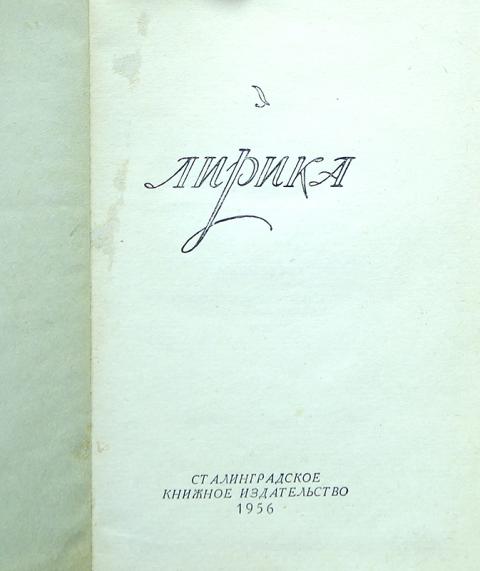 ЛИРИКА
СТАЛИНГРАДСКОЕ
КНИЖНОЕ ИЗДАТЕЛЬСТВО
1956